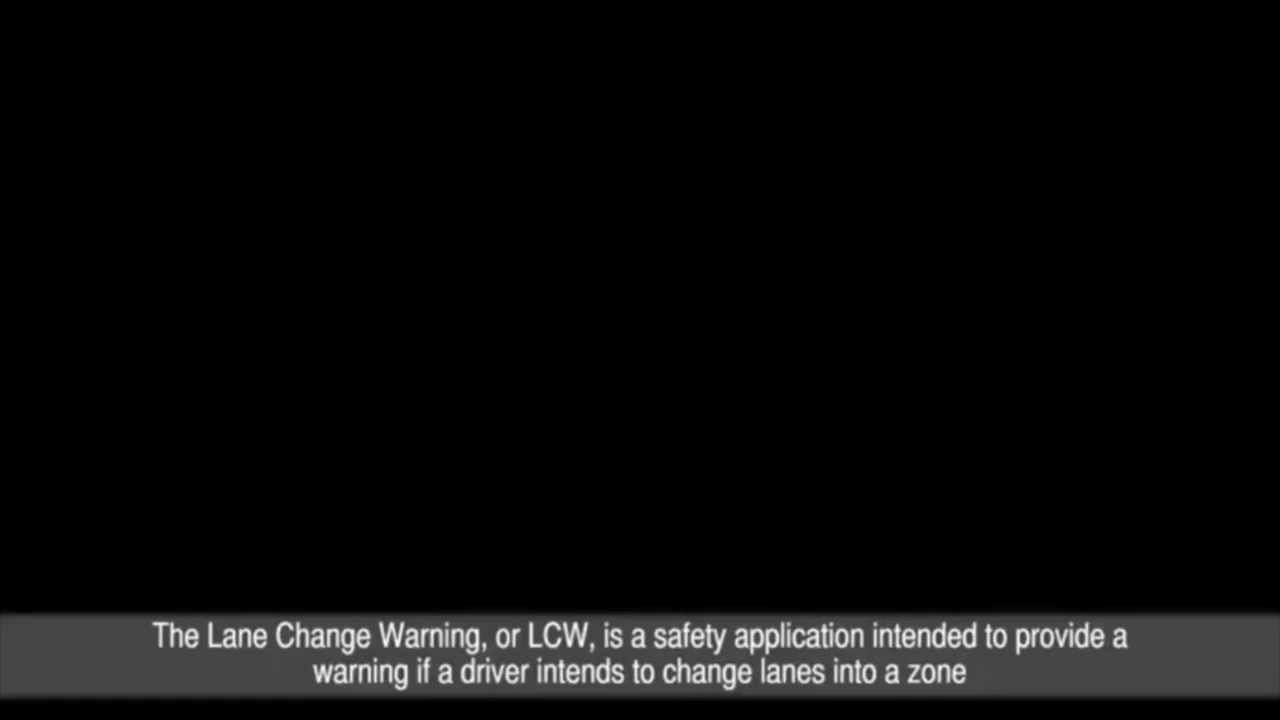 The Lane Change Warning, or LCW, is a safety application intended to provide a
warning if a driver intends to change lanes into a zone